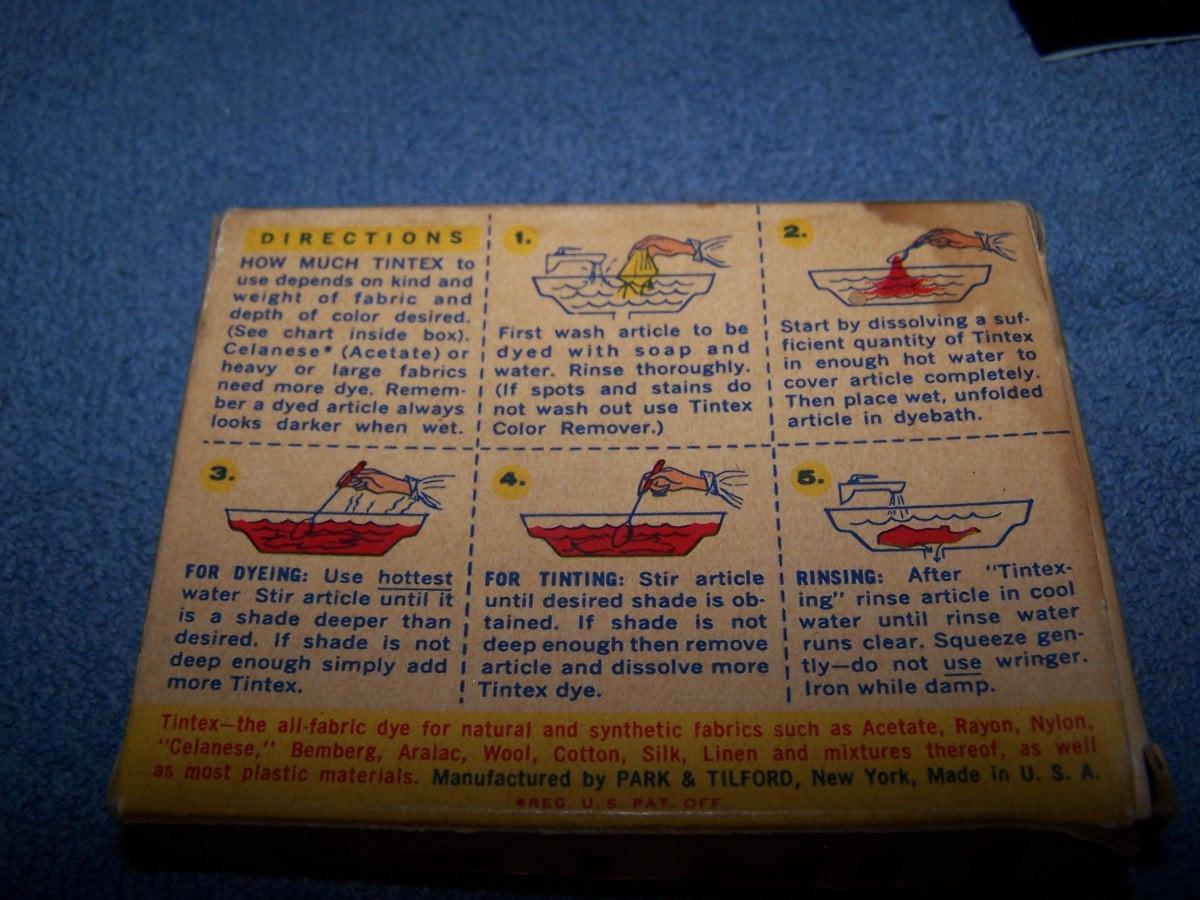 DIRECTIONS
HOW MUCH TINTEX to
use depends on kind and
weight of fabric and
depth of color desired.
(See chart inside box).
Celanese* (Acetate) or
heavy or large fabrics
need more dye. Remem-
ber a dyed article always
looks darker when wet.
1.
First wash article to be
dyed with soap and
water. Rinse thoroughly.
(If spots and stains do
not wash out use Tintex
Color Remover.)
2.
Start by dissolving a suf-
ficient quantity of Tintex
in enough hot water to
cover article completely.
Then place wet, unfolded
article in dyebath.
3.
FOR DYEING: Use hottest
water Stir article until it
is a shade deeper than
desired. If shade is not
deep enough simply add
more Tintex.
4.
FOR TINTING: Stir article
until desired shade is ob-
tained. If shade is not
deep enough then remove
article and dissolve more
Tintex dye.
5.
RINSING: After "Tintex-
ing" rinse article in cool
water until rinse water
runs clear. Squeeze gen-
tly—do not use wringer.
Iron while damp.
Tintex—the all-fabric dye for natural and synthetic fabrics such as Acetate, Rayon, Nylon,
"Celanese," Bemberg, Aralac, Wool, Cotton, Silk, Linen and mixtures thereof, as well
as most plastic materials. Manufactured by PARK & TILFORD, New York, Made in U. S. A.
*REG. U.S. PAT. OFF.